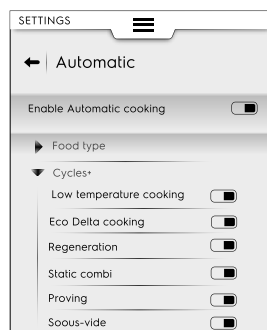 SETTINGS
Automatic
Enable Automatic cooking
Food type
Cycles+
Low temperature cooking
Eco Delta cooking
Regeneration
Static combi
Proving
Soous-vide